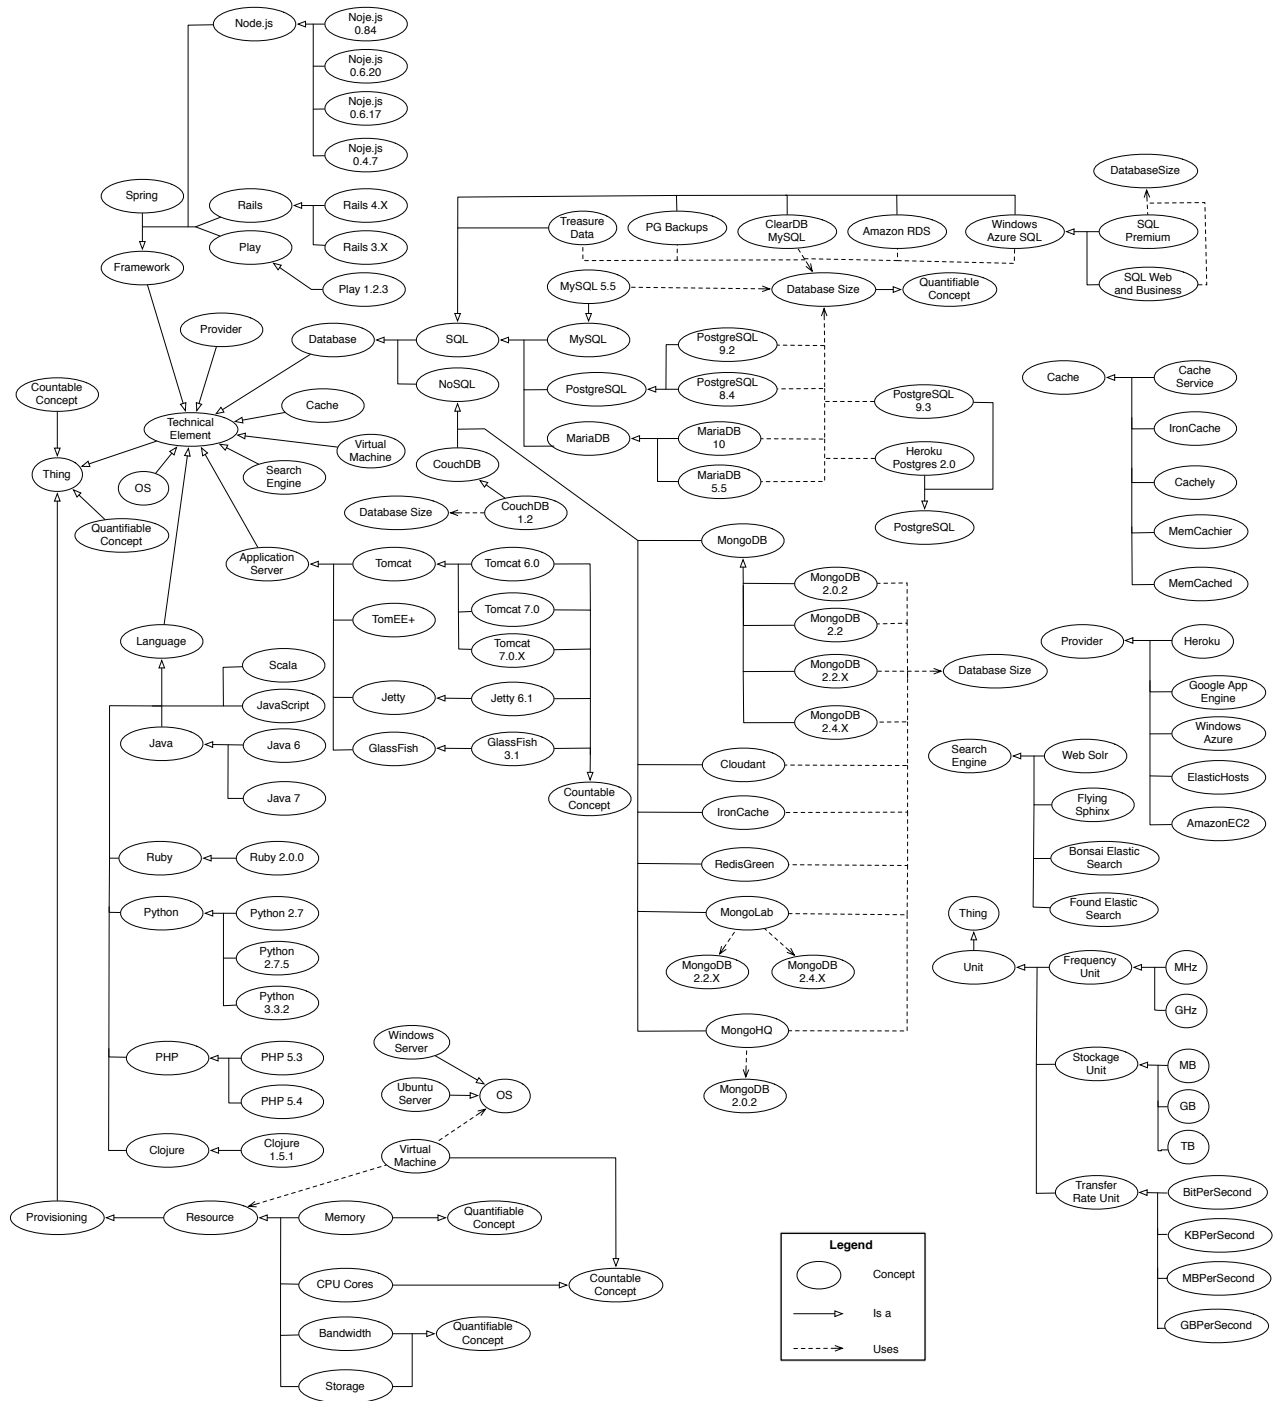 Node.js
Noje.js
0.84
Noje.js
0.6.20
Noje.js
0.6.17
Noje.js
0.4.7
Spring
Rails
Rails 4.X
Rails 3.X
Play
Play 1.2.3
Framework
Provider
Database
SQL
NoSQL
Countable
Concept
Technical
Element
Cache
Virtual
Machine
Search
Engine
Thing
OS
Quantifiable
Concept
CouchDB
CouchDB
1.2
Database Size
Treasure
Data
PG Backups
ClearDB
MySQL
Amazon RDS
Windows
Azure SQL
DatabaseSize
SQL
Premium
SQL Web
and Business
MySQL 5.5
Database Size
Quantifiable
Concept
MySQL
PostgreSQL
PostgreSQL
9.2
PostgreSQL
8.4
PostgreSQL
9.3
MariaDB
MariaDB
10
MariaDB
5.5
Heroku
Postgres 2.0
PostgreSQL
Cache
Cache
Service
IronCache
Cachely
MemCachier
MemCached
Application
Server
Tomcat
Tomcat 6.0
Tomcat 7.0
Tomcat
7.0.X
TomEE+
Jetty
Jetty 6.1
GlassFish
GlassFish
3.1
Countable
Concept
MongoDB
MongoDB
2.0.2
MongoDB
2.2
MongoDB
2.2.X
MongoDB
2.4.X
Database Size
Cloudant
IronCache
RedisGreen
MongoLab
MongoDB
2.2.X
MongoDB
2.4.X
MongoHQ
MongoDB
2.0.2
Provider
Heroku
Google App
Engine
Windows
Azure
ElasticHosts
AmazonEC2
Search
Engine
Web Solr
Flying
Sphinx
Bonsai Elastic
Search
Found Elastic
Search
Language
Scala
JavaScript
Java
Java 6
Java 7
Ruby
Ruby 2.0.0
Python
Python 2.7
Python
2.7.5
Python
3.3.2
PHP
PHP 5.3
PHP 5.4
Clojure
Clojure
1.5.1
Thing
Unit
Frequency
Unit
MHz
GHz
Stockage
Unit
MB
GB
TB
Transfer
Rate Unit
BitPerSecond
KBPerSecond
MBPerSecond
GBPerSecond
Windows
Server
Ubuntu
Server
OS
Virtual
Machine
Provisioning
Resource
Memory
Quantifiable
Concept
CPU Cores
Countable
Concept
Bandwidth
Quantifiable
Concept
Storage
Legend
Concept
Is a
Uses